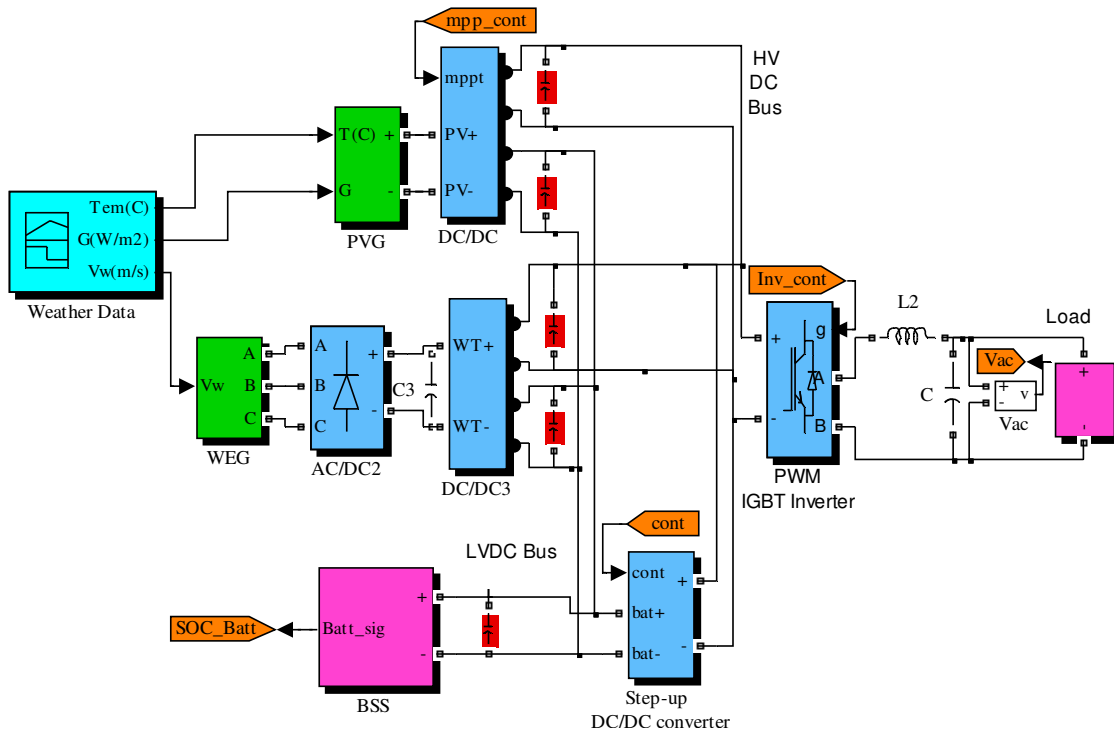 mpp_cont
mppt
PV+
PV-
DC/DC
HV
DC
Bus
T(C)
+
G
-
PVG
Tem(C)
G(W/m2)
Vw(m/s)
Weather Data
Vw
A
B
C
WEG
A
B
C
+
-
AC/DC2
C3
WT+
WT-
DC/DC3
Inv_cont
+
-
g
A
B
PWM
IGBT Inverter
L2
C
Vac
+
-
v
Vac
Load
+
-
LVDC Bus
SOC_Batt
Batt_sig
+
-
BSS
cont
cont
bat+
bat-
+
-
Step-up
DC/DC converter